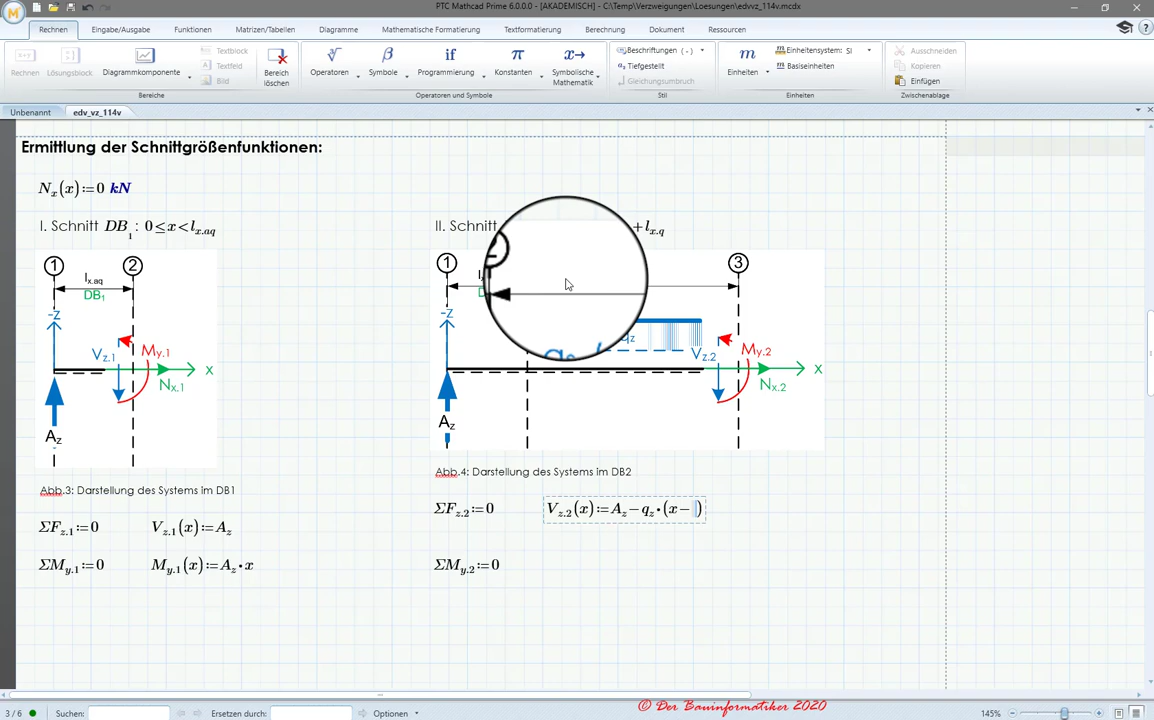 PTC Mathcad Prime 6.0.0.0 - [AKADEMISCH] - C:\Temp\Verzweigungen\Loesungen\edvvz_114v.mcdx
Rechnen Eingabe/Ausgabe Funktionen Matrizen/Tabellen Diagramme Mathematische Formatierung Textformatierung Berechnung Dokument Ressourcen
Rechnen Lösungsblock Diagrammkomponente Textblock Textfeld Bild Bereich löschen
Operatoren Symbole Programmierung Konstanten Symbolische Mathematik
Beschriftungen ( - ) Tiefgestellt Gleichungsumbruch
Einheiten Einheitensystem: SI Basiseinheiten
Ausschneiden Kopieren Einfügen
Bereiche Operatoren und Symbole Stil Einheiten Zwischenablage
Unbenannt edv_vz_114v
Ermittlung der Schnittgrößenfunktionen:
Nx(x):=0 kN
I. Schnitt DB1: 0≤x<lx.aq
II. Schnitt +lx.q
1 2 1 3
lx.aq
DB1
-z -z
qz
Vz.1 My.1 Vz.2 My.2
x x
Nx.1 Nx.2
Az Az
Abb.4: Darstellung des Systems im DB2
Abb.3: Darstellung des Systems im DB1
ΣFz.2:=0 Vz.2(x):=Az−qz•(x− )
ΣFz.1:=0 Vz.1(x):=Az
ΣMy.1:=0 My.1(x):=Az•x ΣMy.2:=0
3 / 6 Suchen: Ersetzen durch: Optionen 145%
© Der Bauinformatiker 2020